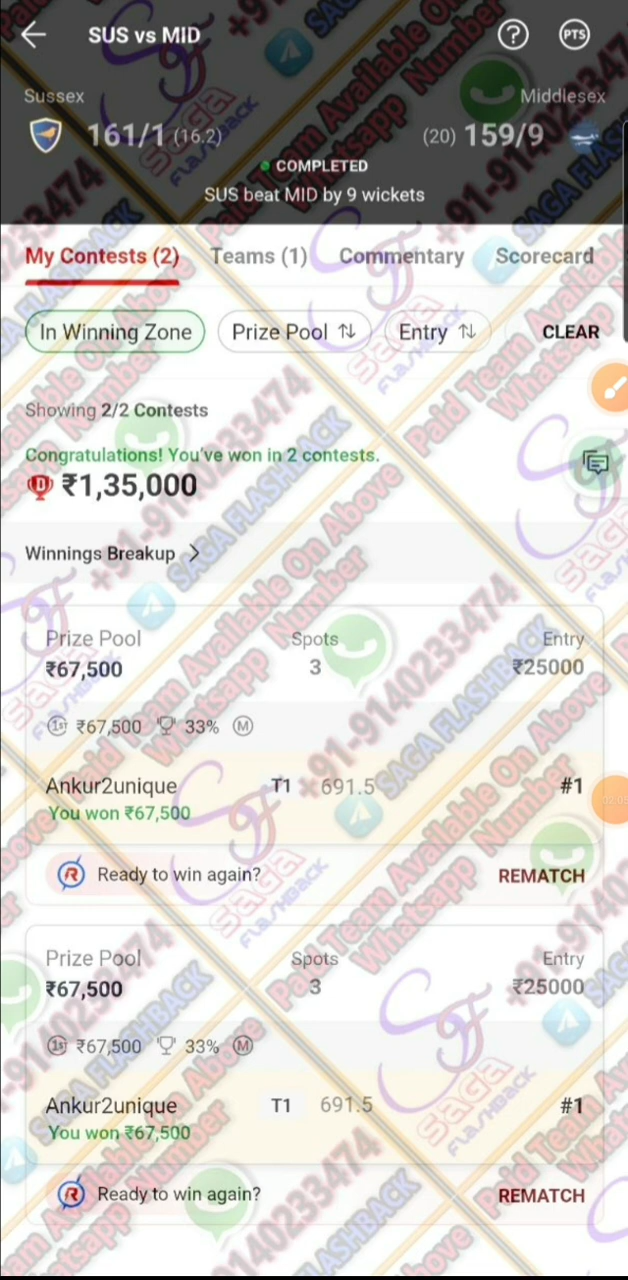 SUS vs MID
?
PTS
Sussex
Middlesex
161/1 (16.2)
(20) 159/9
COMPLETED
SUS beat MID by 9 wickets
My Contests (2)
Teams (1)
Commentary
Scorecard
In Winning Zone
Prize Pool
Entry
CLEAR
Showing 2/2 Contests
Congratulations! You've won in 2 contests.
D ₹1,35,000
Winnings Breakup
Prize Pool
Spots
Entry
₹67,500
3
₹25000
1st ₹67,500 33% M
Ankur2unique T1 691.5 #1
You won ₹67,500
R Ready to win again? REMATCH
Prize Pool
Spots
Entry
₹67,500
3
₹25000
1st ₹67,500 33% M
Ankur2unique T1 691.5 #1
You won ₹67,500
R Ready to win again? REMATCH
SF
SAGA
FLASHBACK
Paid Team Available On Above
Whatsapp Number
+91-9140233474
SAGA FLASHBACK